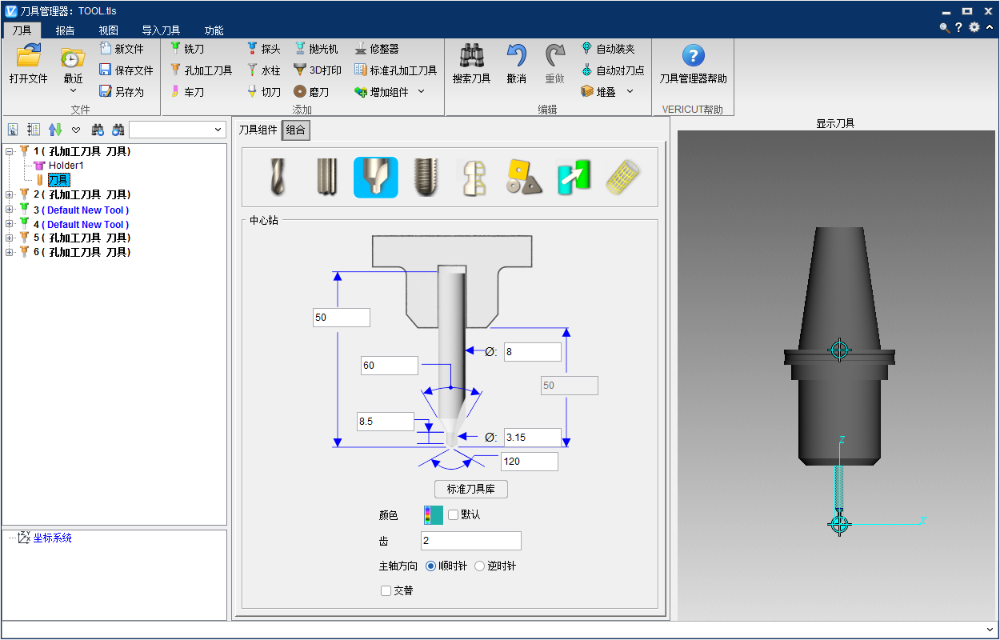 刀具管理器：TOOL.tls
刀具 报告 视图 导入刀具 功能
打开文件
最近
新文件
保存文件
另存为
文件
铣刀
孔加工刀具
车刀
探头
水柱
切刀
抛光机
3D打印
磨刀
修整器
标准孔加工刀具
增加组件
添加
搜索刀具
撤消
重做
自动装夹
自动对刀点
堆叠
编辑
刀具管理器帮助
VERICUT帮助
1 ( 孔加工刀具 刀具)
Holder1
刀具
2 ( 孔加工刀具 刀具)
3 ( Default New Tool )
4 ( Default New Tool )
5 ( 孔加工刀具 刀具)
6 ( 孔加工刀具 刀具)
坐标系统
刀具组件 组合
中心钻
50
Ø: 8
60
50
8.5
Ø: 3.15
120
标准刀具库
颜色 默认
齿 2
主轴方向 顺时针 逆时针
交替
显示刀具
Z
X